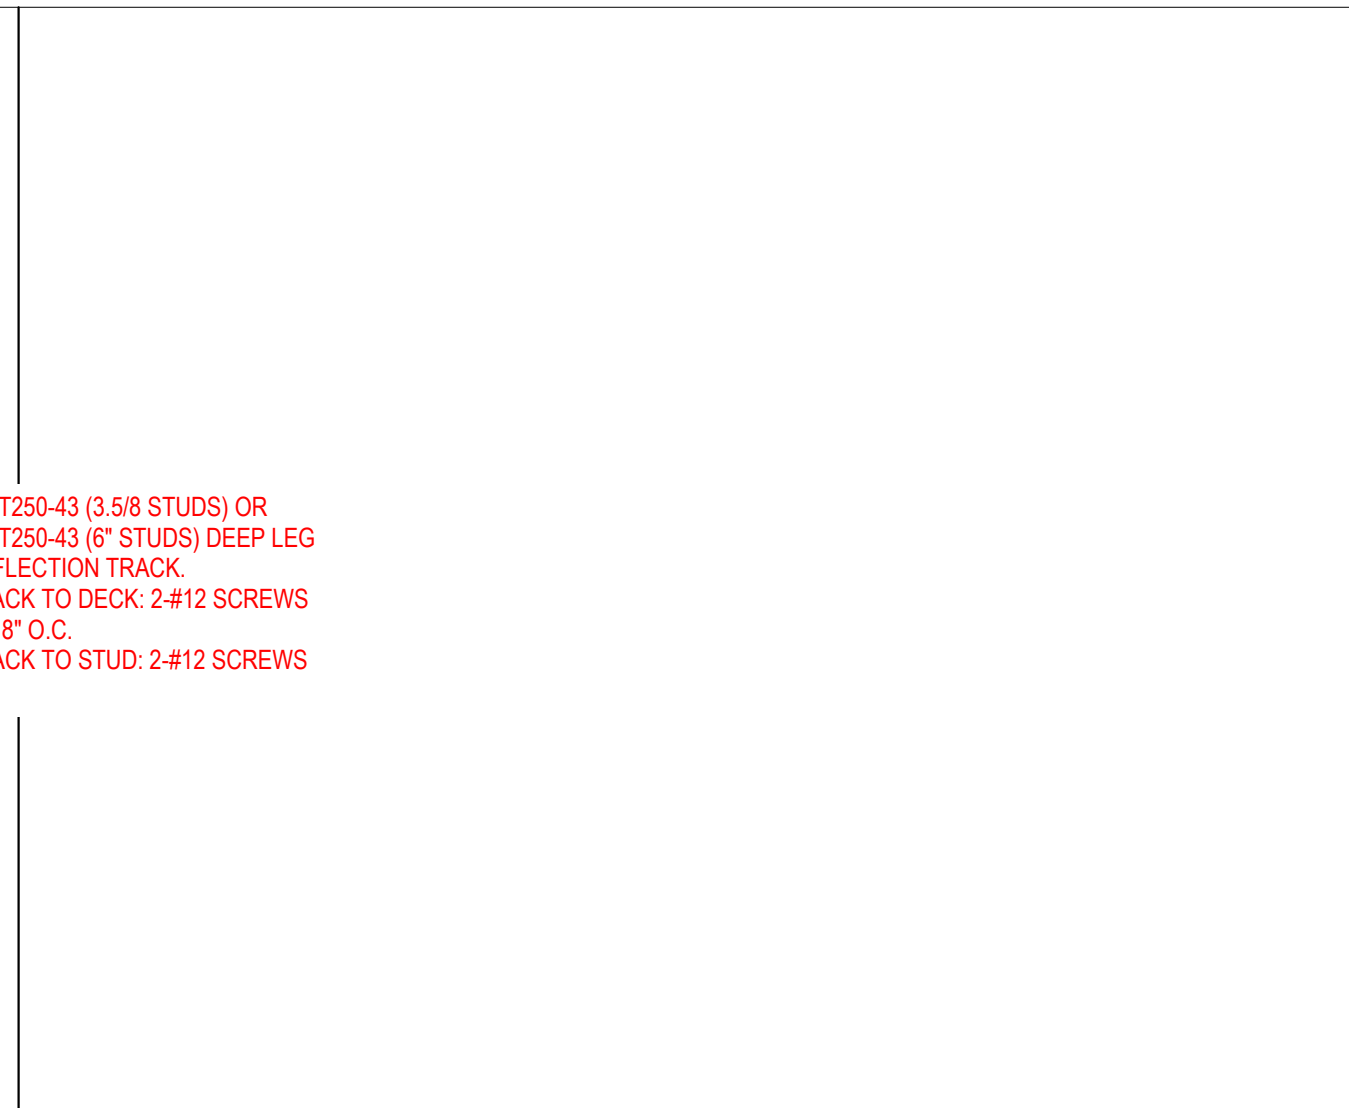 T250-43 (3.5/8 STUDS) OR
T250-43 (6" STUDS) DEEP LEG
FLECTION TRACK.
ACK TO DECK: 2-#12 SCREWS
8" O.C.
ACK TO STUD: 2-#12 SCREWS